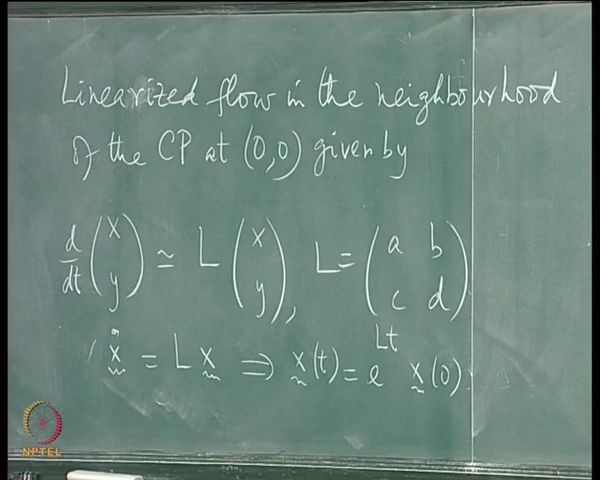 Linearized flow in the neighbourhood
of the CP at (0,0) given by
d/dt (x y) ≃ L (x y), L = (a b c d)
ẋ = L x ⇒ x(t) = e^{Lt} x(0).
NPTEL